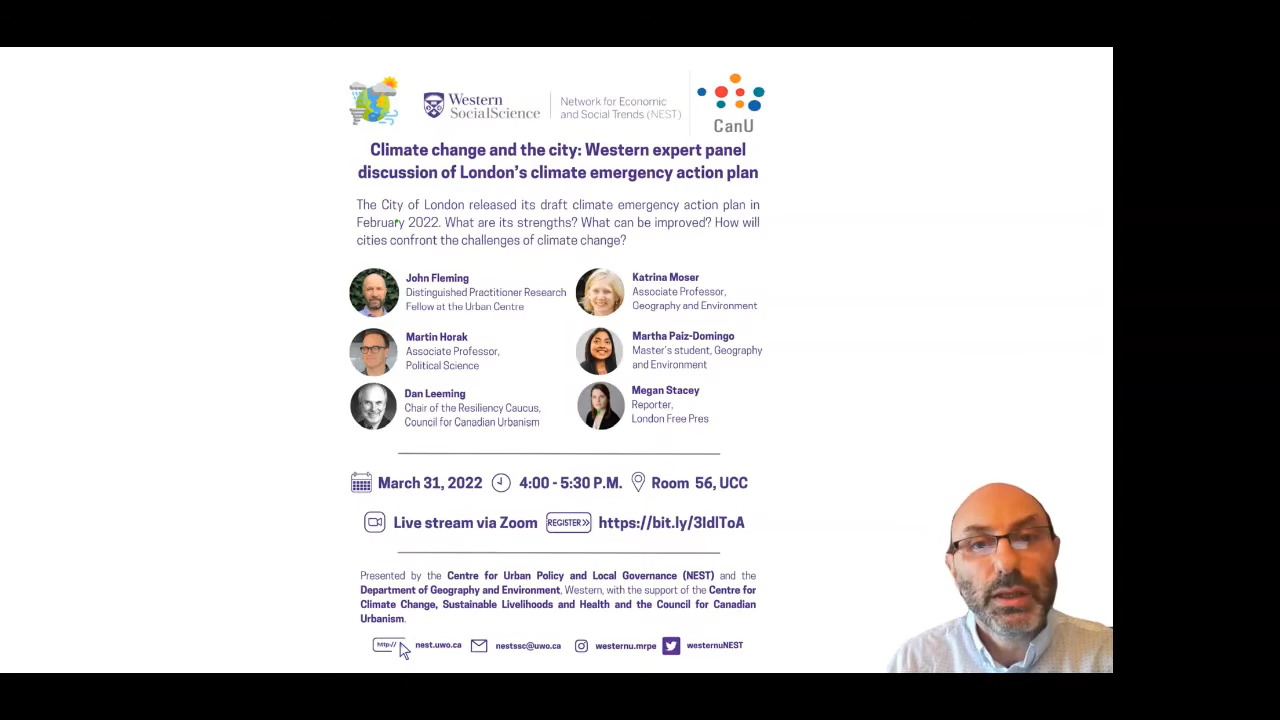 Western
SocialScience
Network for Economic
and Social Trends (NEST)
CanU
Climate change and the city: Western expert panel
discussion of London's climate emergency action plan
The City of London released its draft climate emergency action plan in
February 2022. What are its strengths? What can be improved? How will
cities confront the challenges of climate change?
John Fleming
Distinguished Practitioner Research
Fellow at the Urban Centre
Katrina Moser
Associate Professor,
Geography and Environment
Martin Horak
Associate Professor,
Political Science
Martha Paiz-Domingo
Master's student, Geography
and Environment
Dan Leeming
Chair of the Resiliency Caucus,
Council for Canadian Urbanism
Megan Stacey
Reporter,
London Free Pres
March 31, 2022 4:00 - 5:30 P.M. Room 56, UCC
Live stream via Zoom REGISTER>> https://bit.ly/3IdlToA
Presented by the Centre for Urban Policy and Local Governance (NEST) and the
Department of Geography and Environment, Western, with the support of the Centre for
Climate Change, Sustainable Livelihoods and Health and the Council for Canadian
Urbanism.
http:// nest.uwo.ca nestssc@uwo.ca westernu.mrpe westernuNEST